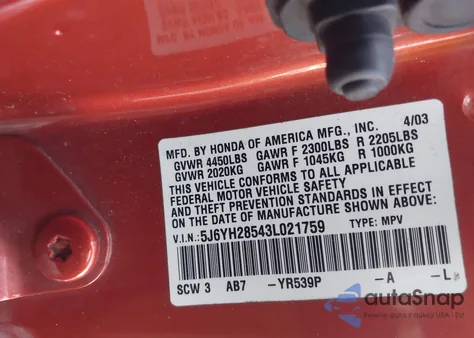 MFD. BY HONDA OF AMERICA MFG., INC. 4/03
GVWR 4450LBS GAWR F 2300LBS R 2205LBS
GVWR 2020KG GAWR F 1045KG R 1000KG
THIS VEHICLE CONFORMS TO ALL APPLICABLE
FEDERAL MOTOR VEHICLE SAFETY
AND THEFT PREVENTION STANDARDS IN EFFECT
ON THE DATE OF MANUFACTURE SHOWN ABOVE:
V.I.N: 5J6YH28543L021759 TYPE: MPV
SCW 3 AB7 -YR539P -A -L
autoSnap